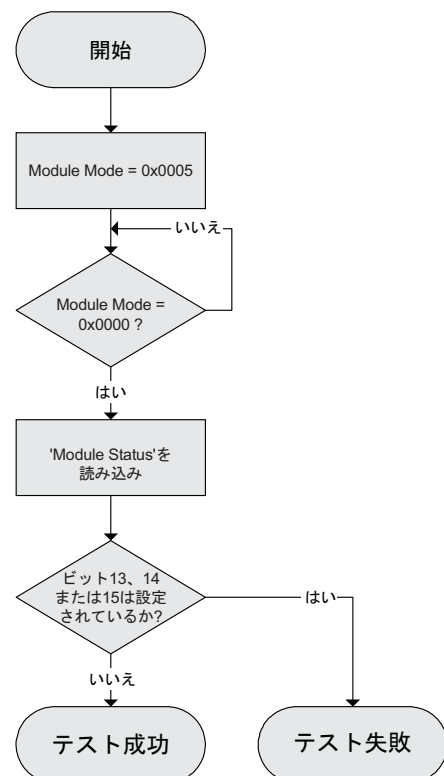 開始
Module Mode = 0x0005
いいえ
Module Mode =
0x0000 ?
はい
'Module Status'を
読み込み
ビット13、14
または15は設定
されているか?
はい
いいえ
テスト成功
テスト失敗